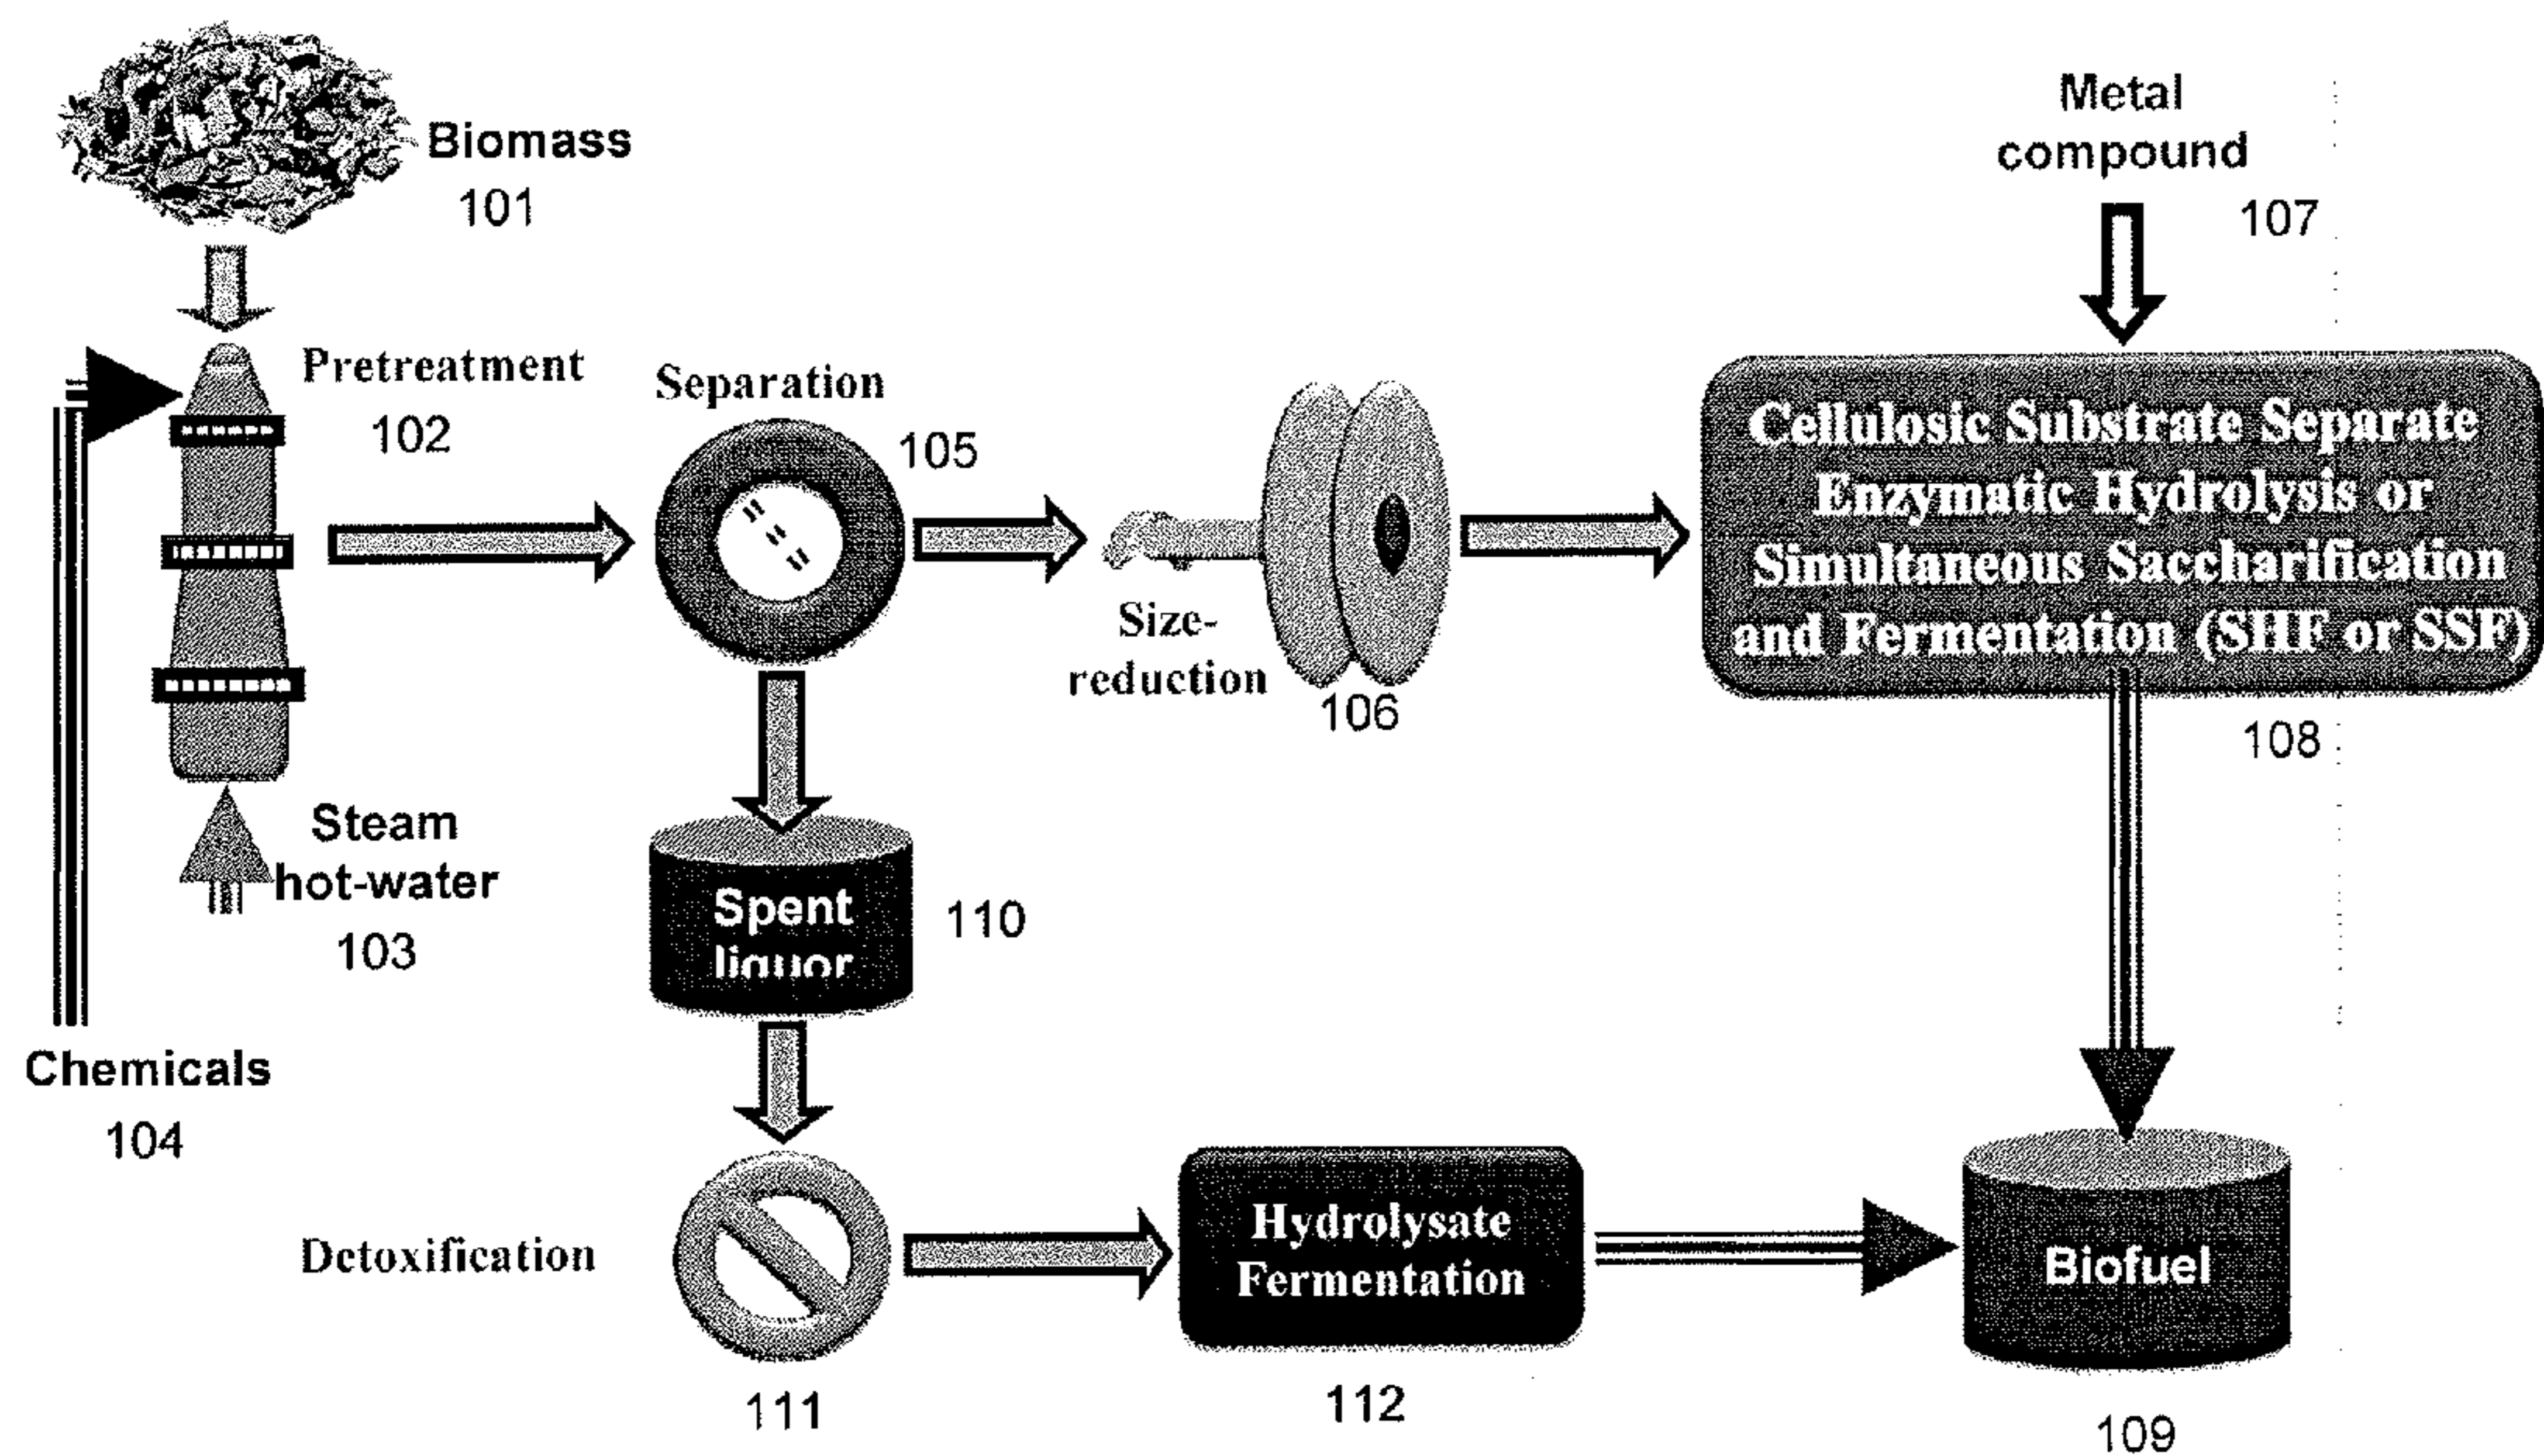 Biomass
101
Metal
compound
107
Pretreatment
102
Separation
105
Cellulosic Substrate Separate
Enzymatic Hydrolysis or
Simultaneous Saccharification
and Fermentation (SHF or SSF)
108
Size-
reduction
106
Steam
hot-water
103
Spent
liquor
110
Chemicals
104
Detoxification
111
Hydrolysate
Fermentation
112
Biofuel
109